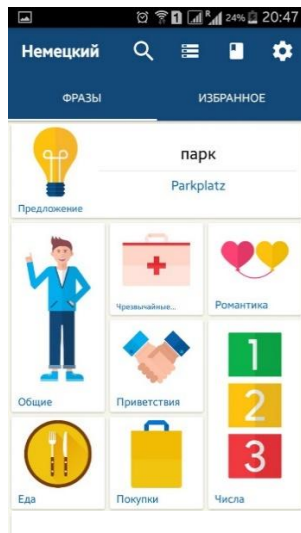 1 R 24% 20:47
Немецкий
ФРАЗЫ ИЗБРАННОЕ
парк
Parkplatz
Предложение
Чрезвычайные...
Романтика
1
Общие
Приветствия
2
3
Еда
Покупки
Числа